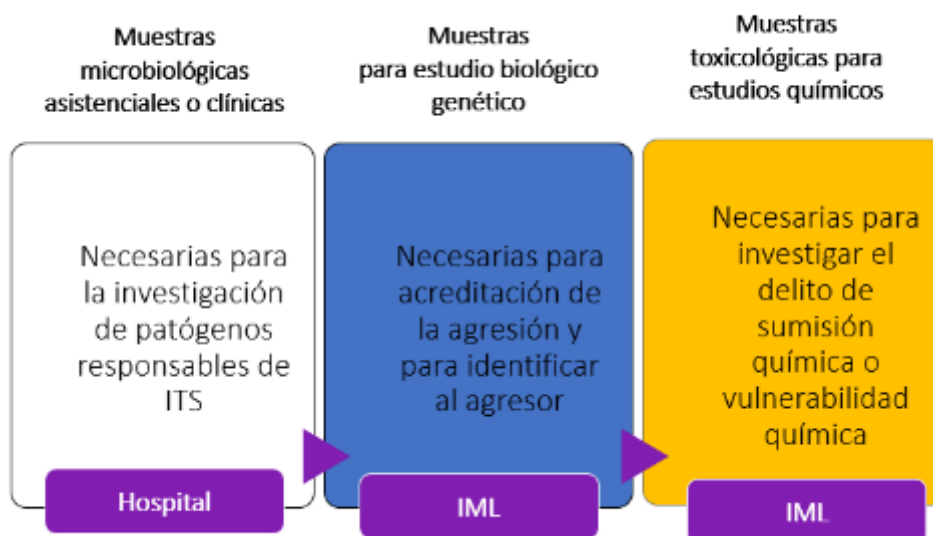 Muestras
microbiológicas
asistenciales o clínicas
Necesarias para
la investigación
de patógenos
responsables de
ITS
Hospital
Muestras
para estudio biológico
genético
Necesarias para
acreditación de
la agresión y
para identificar
al agresor
IML
Muestras
toxicológicas para
estudios químicos
Necesarias para
investigar el
delito de
sumisión
química o
vulnerabilidad
química
IML